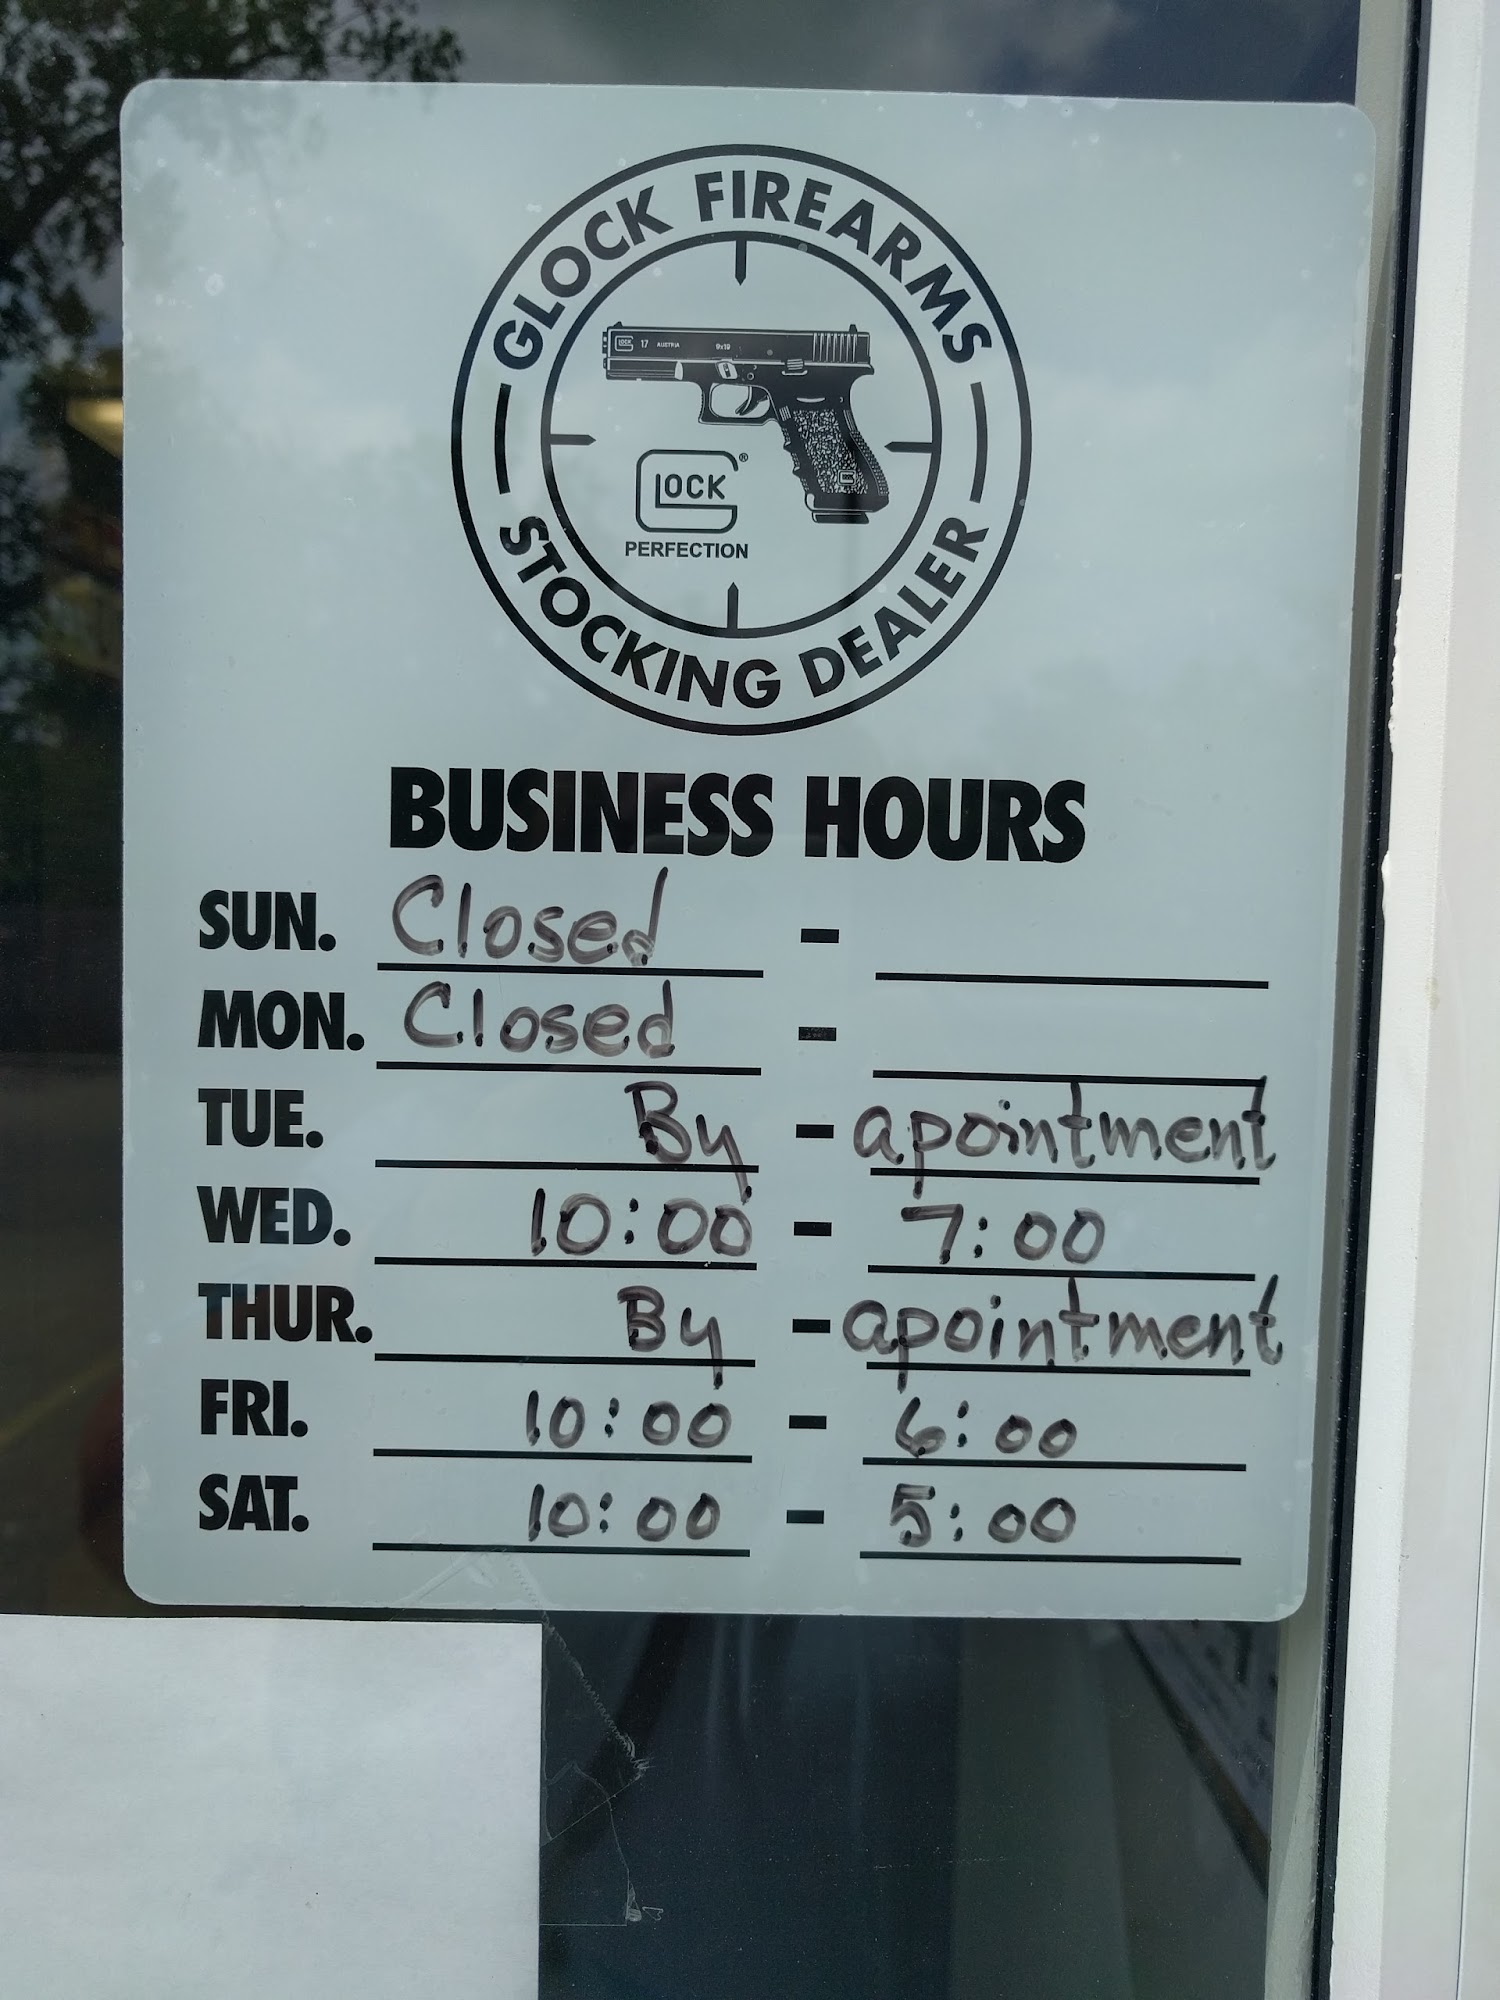 GLOCK FIREARMS
GLOCK 17 AUSTRIA 9x19
GLOCK®
PERFECTION
STOCKING DEALER
BUSINESS HOURS
SUN. Closed -
MON. Closed -
TUE. By - apointment
WED. 10:00 - 7:00
THUR. By - apointment
FRI. 10:00 - 6:00
SAT. 10:00 - 5:00